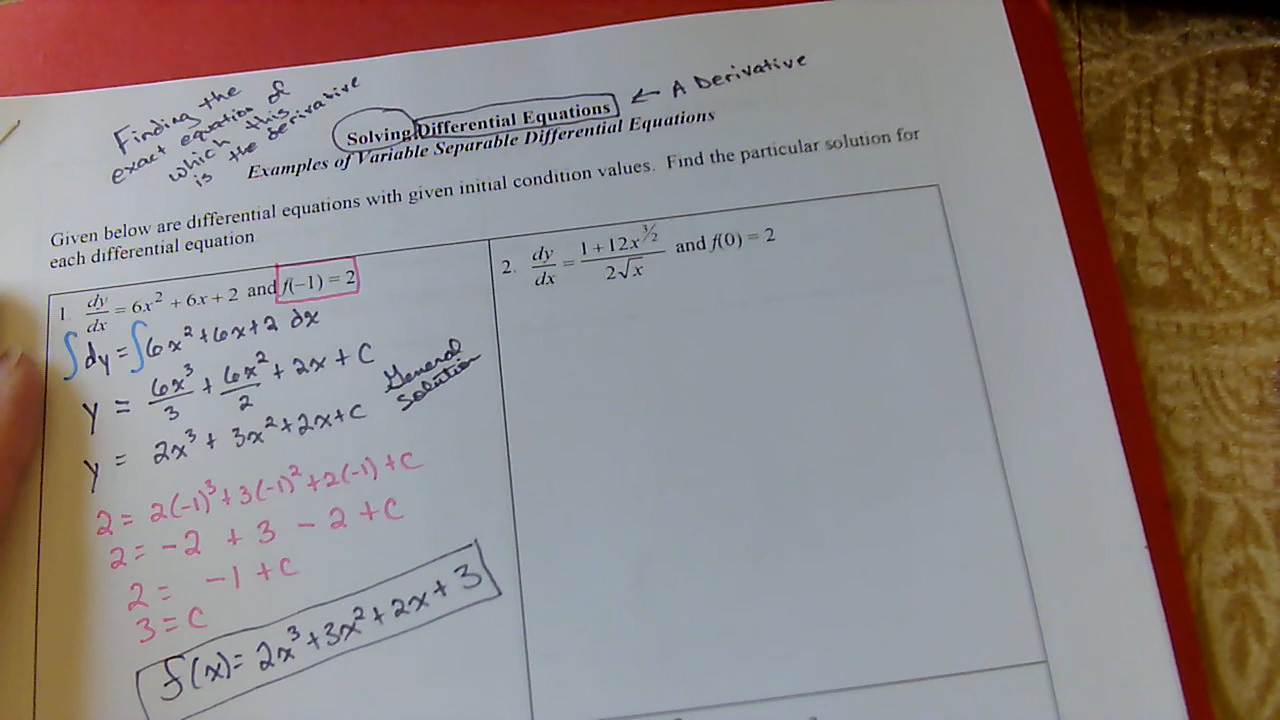 Finding the
exact equation of
which this
is the derivative
Solving Differential Equations ← A Derivative
Examples of Variable Separable Differential Equations
Given below are differential equations with given initial condition values. Find the particular solution for
each differential equation
1. dy/dx = 6x² + 6x + 2 and f(−1) = 2
∫dy = ∫6x² + 6x + 2 dx
y = 6x³/3 + 6x²/2 + 2x + C
y = 2x³ + 3x² + 2x + C General Solution
2 = 2(-1)³ + 3(-1)² + 2(-1) + C
2 = -2 + 3 - 2 + C
2 = -1 + C
3 = C
f(x) = 2x³ + 3x² + 2x + 3
2. dy/dx = (1 + 12x^(3/2))/(2√x) and f(0) = 2